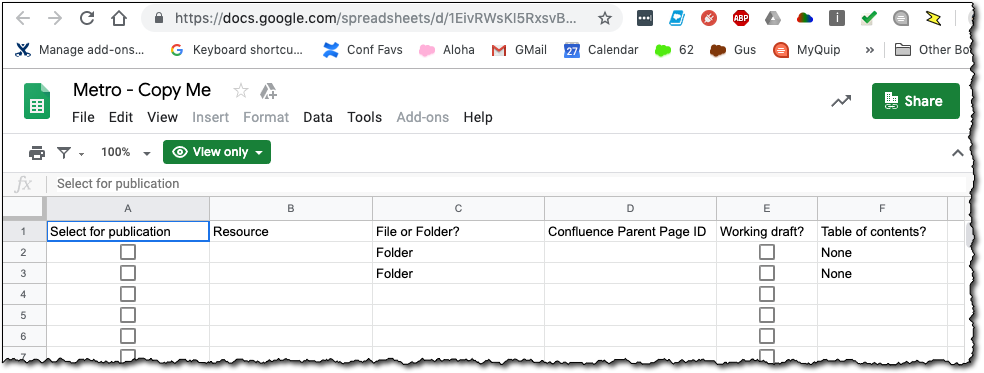 https://docs.google.com/spreadsheets/d/1EivRWsKl5RxsvB...
ABP
Manage add-ons... G Keyboard shortcu... Conf Favs Aloha GMail 27 Calendar 62 Gus MyQuip » Other Bo
Metro - Copy Me
File Edit View Insert Format Data Tools Add-ons Help
Share
100% View only
fx Select for publication
A B C D E F
1 Select for publication Resource File or Folder? Confluence Parent Page ID Working draft? Table of contents?
2 Folder None
3 Folder None
4
5
6
7